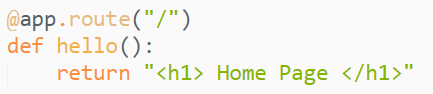 @app.route("/")
def hello():
    return "<h1> Home Page </h1>"